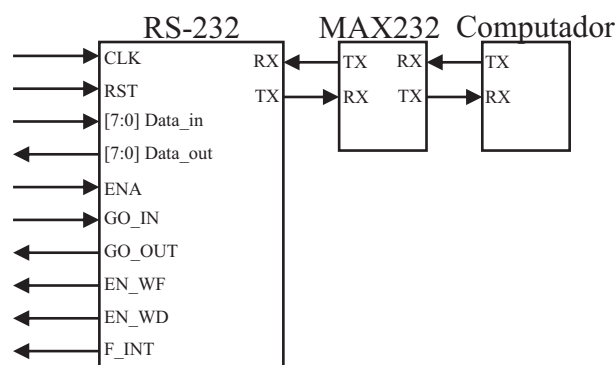 RS-232 MAX232 Computador
CLK RX TX RX TX
RST
TX RX TX RX
[7:0] Data_in
[7:0] Data_out
ENA
GO_IN
GO_OUT
EN_WF
EN_WD
F_INT